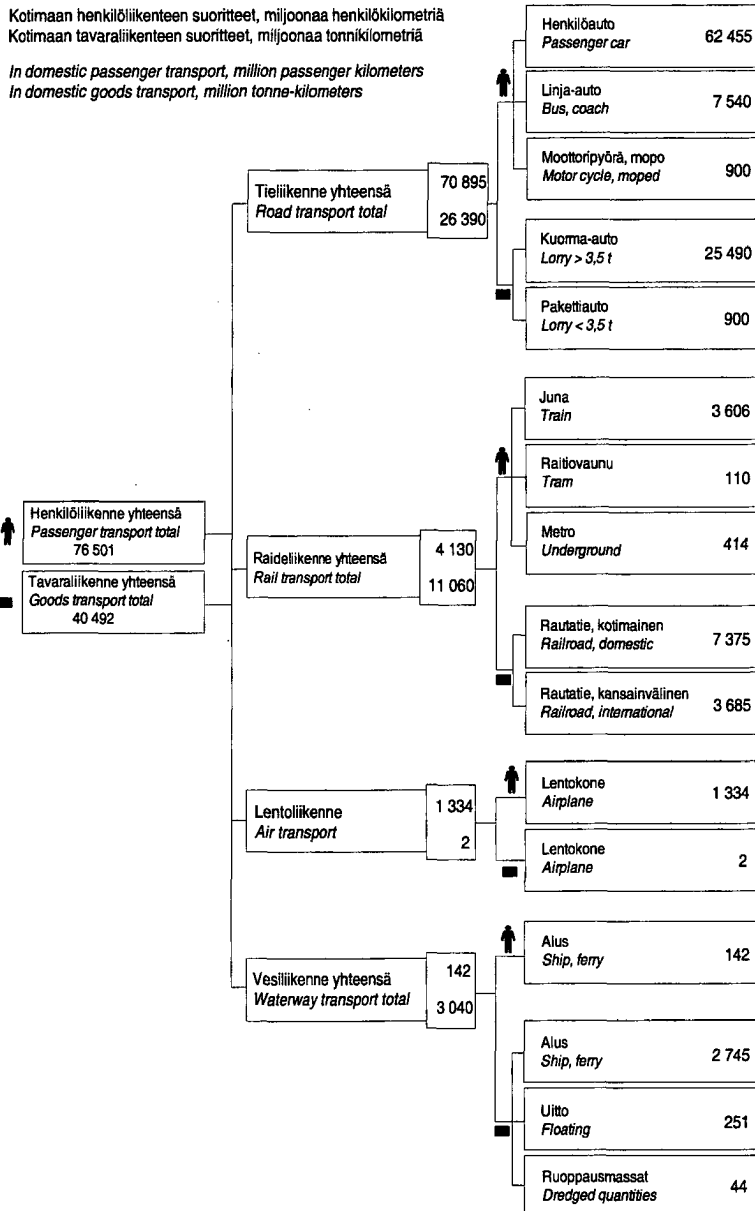 Kotimaan henkilöliikenteen suoritteet, miljoonaa henkilökilometriä
Kotimaan tavaraliikenteen suoritteet, miljoonaa tonnikilometriä
In domestic passenger transport, million passenger kilometers
In domestic goods transport, million tonne-kilometers
Henkilöliikenne yhteensä
Passenger transport total
76 501
Tavaraliikenne yhteensä
Goods transport total
40 492
Tieliikenne yhteensä
Road transport total
70 895
26 390
Henkilöauto
Passenger car
62 455
Linja-auto
Bus, coach
7 540
Moottoripyörä, mopo
Motor cycle, moped
900
Kuorma-auto
Lorry > 3,5 t
25 490
Pakettiauto
Lorry < 3,5 t
900
Raideliikenne yhteensä
Rail transport total
4 130
11 060
Juna
Train
3 606
Raitiovaunu
Tram
110
Metro
Underground
414
Rautatie, kotimainen
Railroad, domestic
7 375
Rautatie, kansainvälinen
Railroad, international
3 685
Lentoliikenne
Air transport
1 334
2
Lentokone
Airplane
1 334
Lentokone
Airplane
2
Vesiliikenne yhteensä
Waterway transport total
142
3 040
Alus
Ship, ferry
142
Alus
Ship, ferry
2 745
Uitto
Floating
251
Ruoppausmassat
Dredged quantities
44